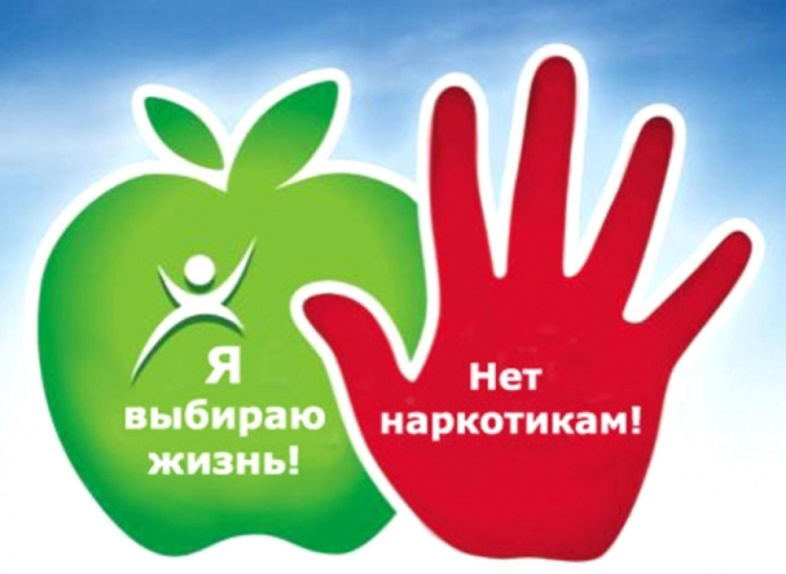 Я
выбираю
жизнь!
Нет
наркотикам!